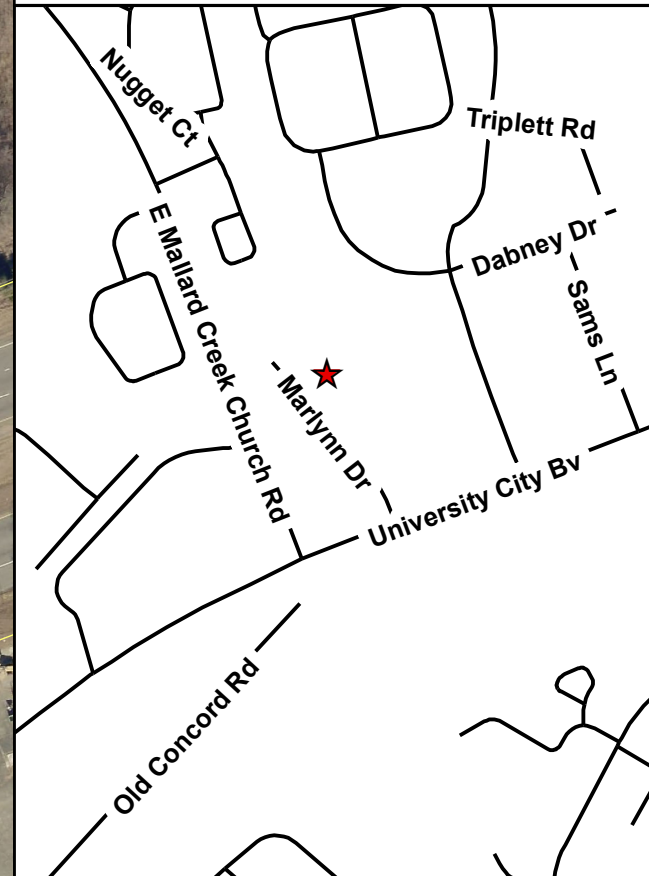 Nugget Ct
Triplett Rd
E Mallard Creek Church Rd
Dabney Dr
Sams Ln
Marlynn Dr
University City Bv
Old Concord Rd